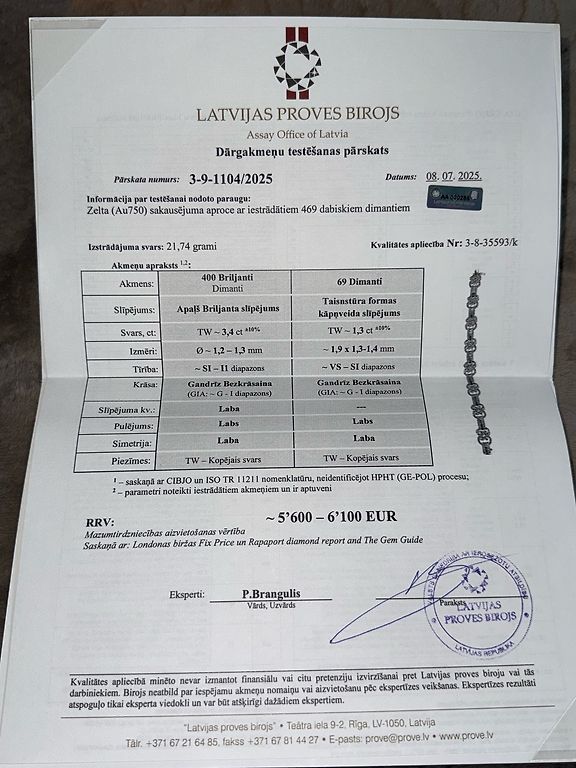 LATVIJAS PROVES BIROJS
Assay Office of Latvia
Dārgakmeņu testēšanas pārskats
Pārskata numurs: 3-9-1104/2025 Datums: 08. 07. 2025.
Informācija par testēšanai nodoto paraugu:
Zelta (Au750) sakausējuma aproce ar iestrādātiem 469 dabiskiem dimantiem
Izstrādājuma svars: 21,74 grami Kvalitātes apliecība Nr: 3-8-35593/k
Akmeņu apraksts 1,2:
Akmens: 400 Briljanti 69 Dimanti
Dimanti
Slīpējums: Apaļš Briljanta slīpējums Taisnstūra formas
kāpņveida slīpējums
Svars, ct: TW ~ 3,4 ct ±10% TW ~ 1,3 ct ±10%
Izmēri: Ø ~ 1,2 – 1,3 mm ~ 1,9 x 1,3-1,4 mm
Tīrība: ~ SI – I1 diapazons ~ VS – SI diapazons
Krāsa: Gandrīz Bezkrāsaina Gandrīz Bezkrāsaina
(GIA: ~ G - I diapazons) (GIA: ~ G - I diapazons)
Slīpējuma kv.: Laba ---
Pulējums: Labs Labs
Simetrija: Laba Laba
Piezīmes: TW – Kopējais svars TW – Kopējais svars
1 – saskaņā ar CIBJO un ISO TR 11211 nomenklatūru, neidentificējot HPHT (GE-POL) procesu;
2 – parametri noteikti iestrādātiem akmeņiem un ir aptuveni
RRV: ~ 5'600 – 6'100 EUR
Mazumtirdzniecības aizvietošanas vērtība
Saskaņā ar: Londonas biržas Fix Price un Rapaport diamond report and The Gem Guide
Eksperti: P.Brangulis
Vārds, Uzvārds Paraksts
LATVIJAS
PROVES BIROJS
LATVIJAS REPUBLIKA
Kvalitātes apliecībā minēto nevar izmantot finansiālu vai citu pretenziju izvirzīšanai pret Latvijas proves biroju vai tās
darbiniekiem. Birojs neatbild par iespējamu akmeņu nomaiņu vai aizvietošanu pēc ekspertīzes veikšanas. Ekspertīzes rezultāti
atspoguļo tikai eksperta viedokli un var būt atšķirīgi dažādiem ekspertiem.
"Latvijas proves birojs" • Teātra iela 9-2, Rīga, LV-1050, Latvija
Tālr. +371 67 21 64 85, fakss +371 67 81 44 27 • E-pasts: prove@prove.lv • www.prove.lv